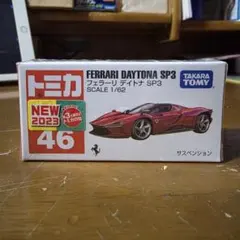 トミカ
FERRARI DAYTONA SP3
フェラーリ デイトナ SP3
SCALE 1/62
TAKARA
TOMY
NEW
2023
46
サスペンション